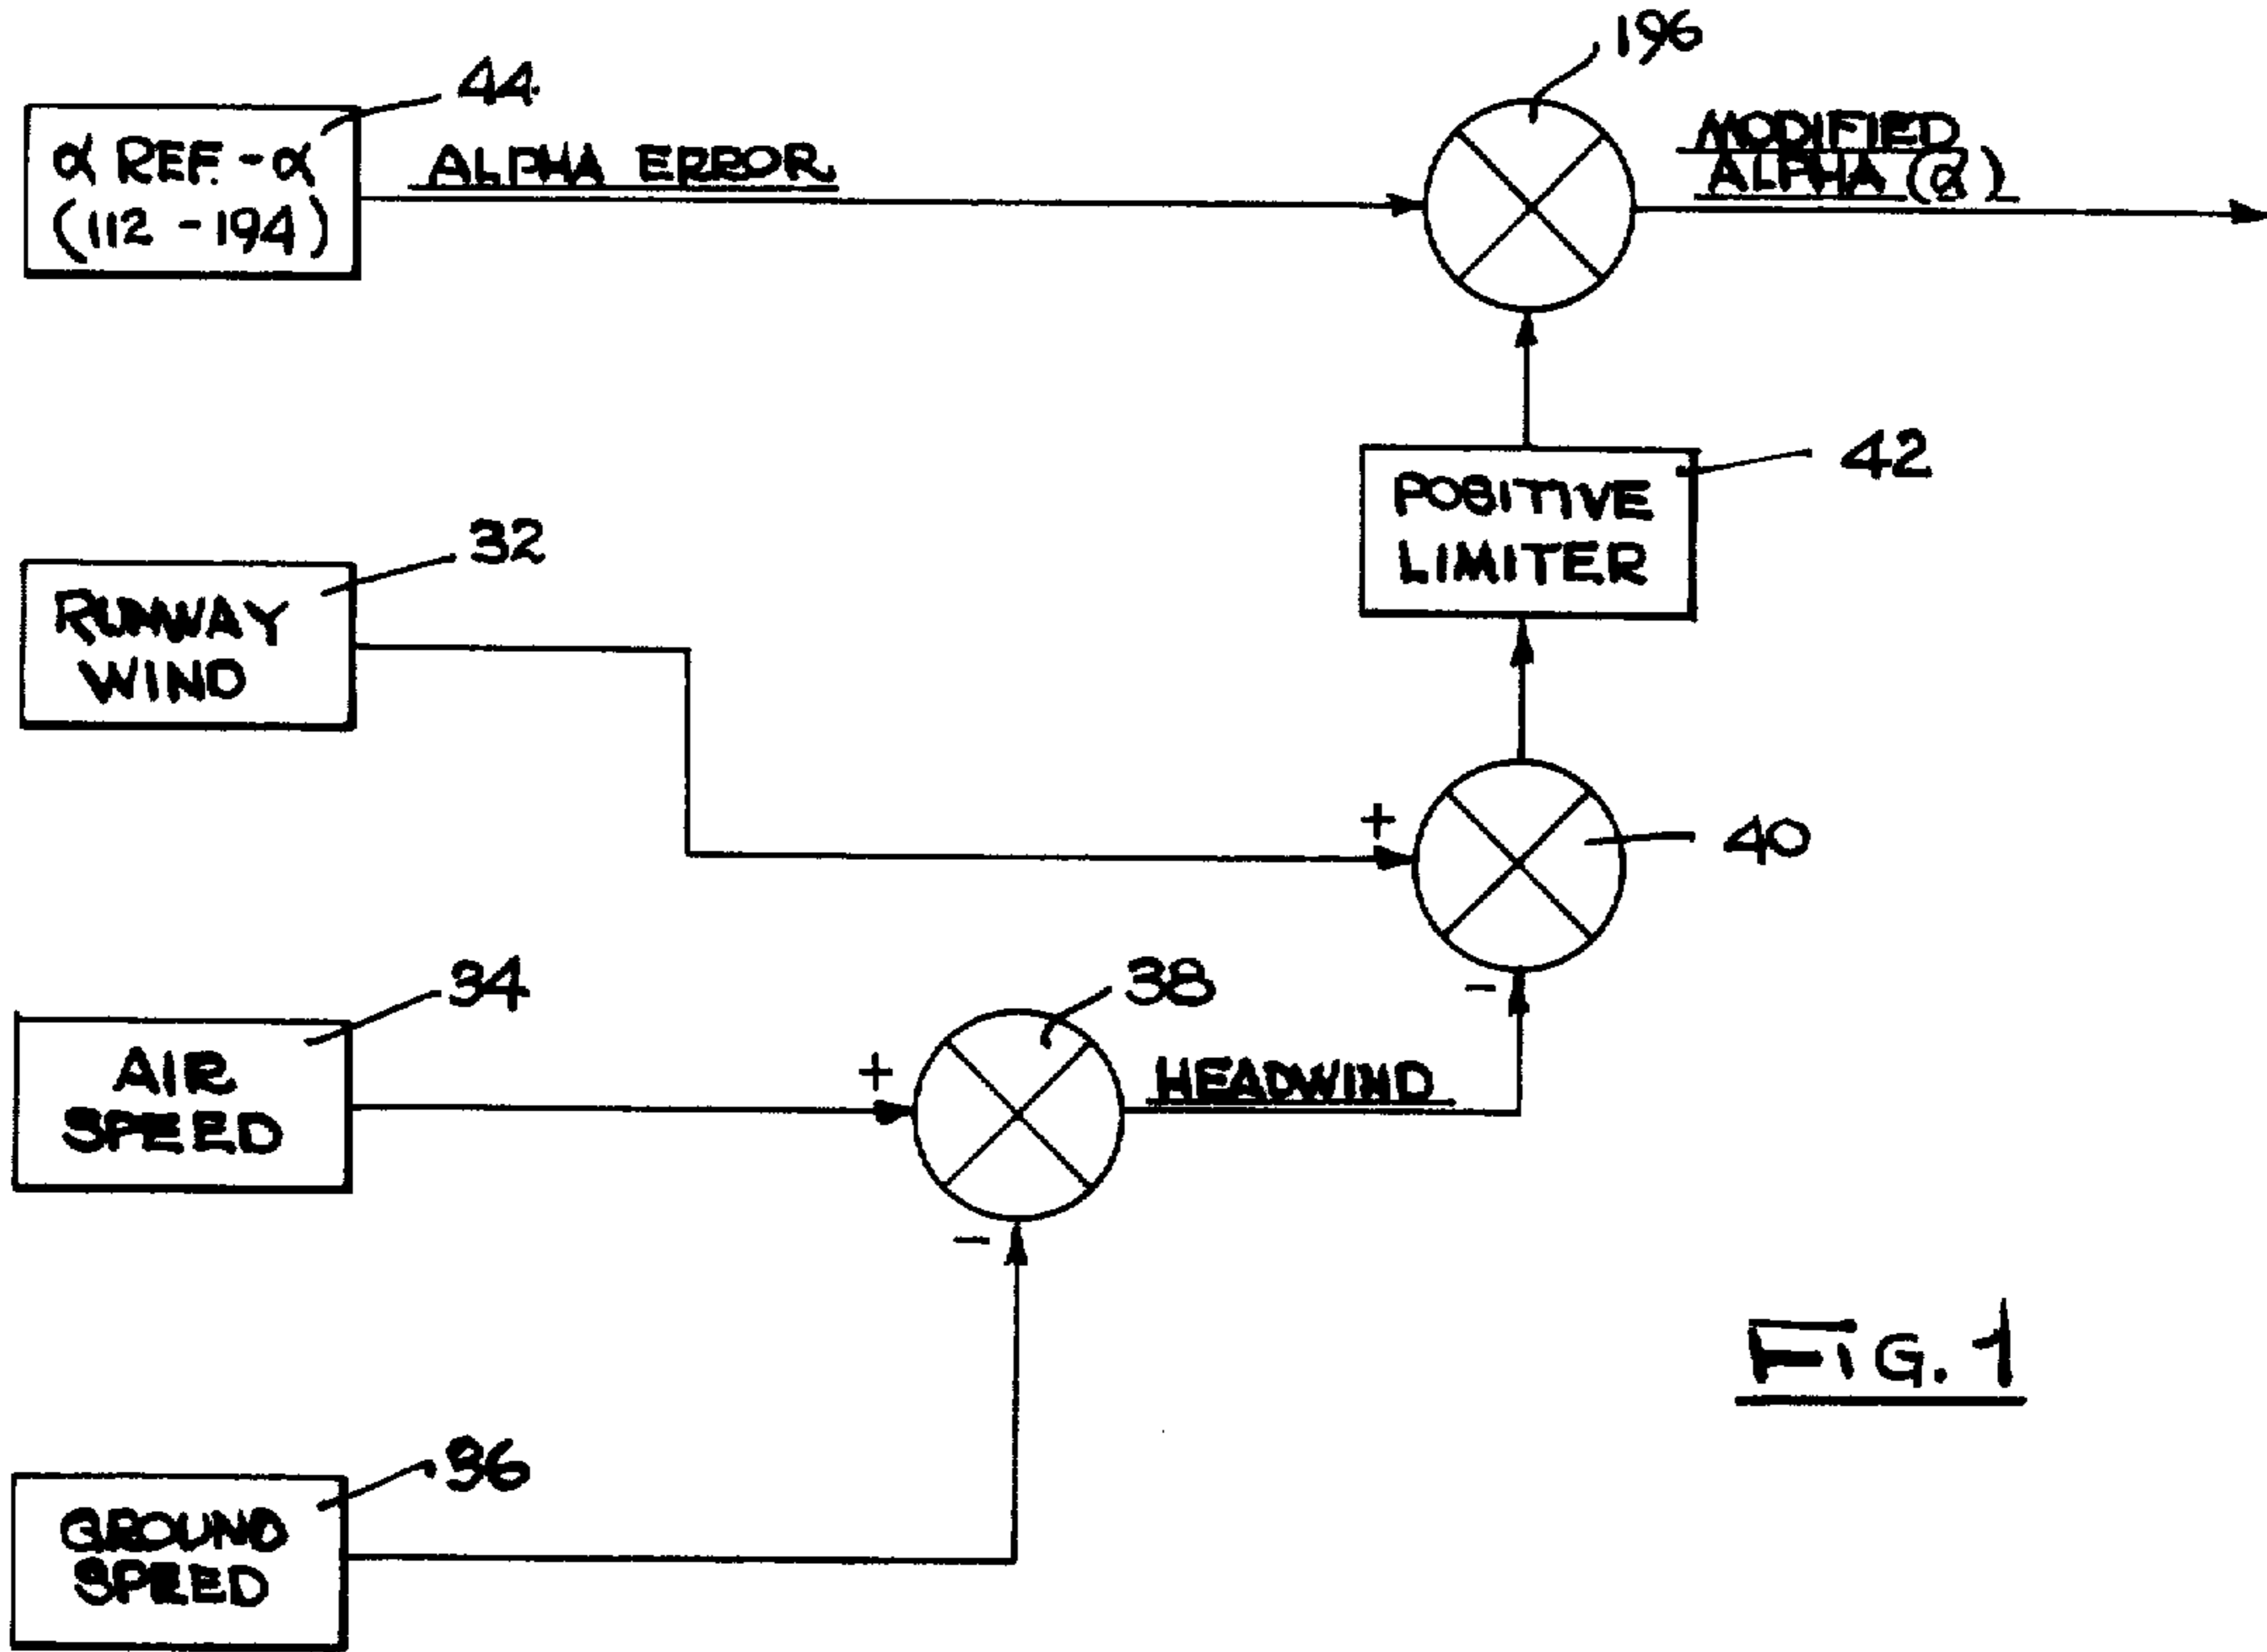 196
44
α REF. - α
(112 - 194)
ALPHA ERROR
MODIFIED
ALPHA (α)
POSITIVE
LIMITER
42
32
RUNWAY
WIND
+
40
-
34
AIR
SPEED
+
38
HEADWIND
-
36
GROUND
SPEED
FIG. 1